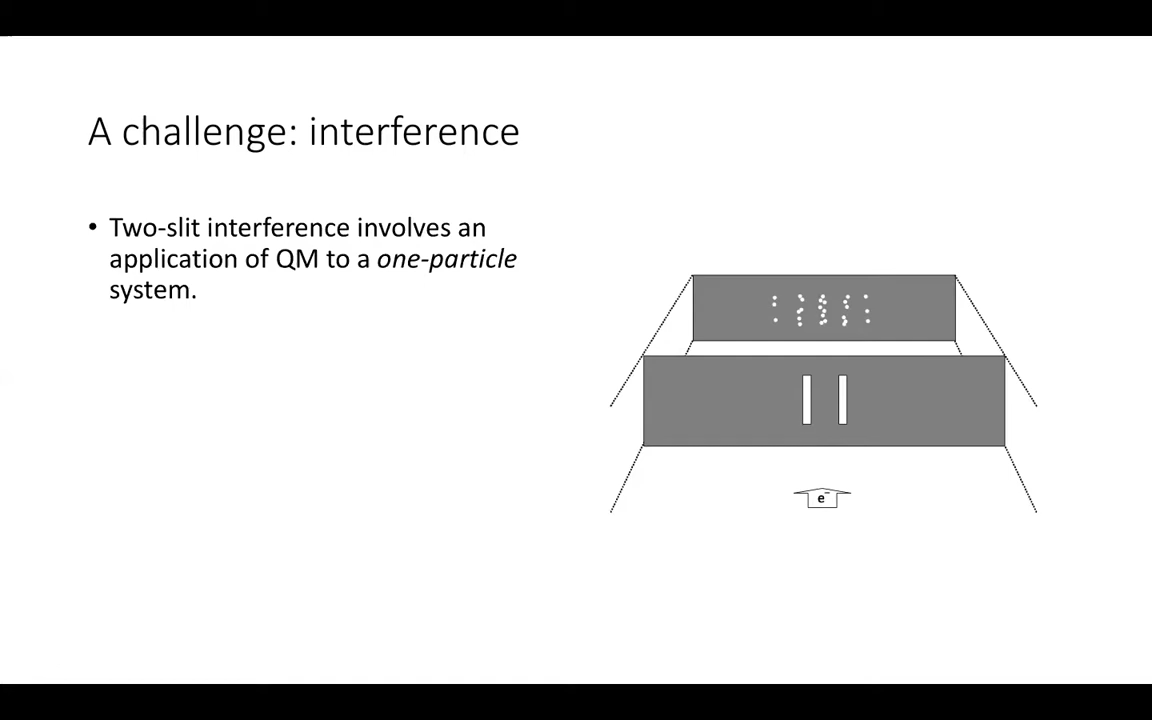 A challenge: interference
• Two-slit interference involves an
application of QM to a one-particle
system.
e⁻